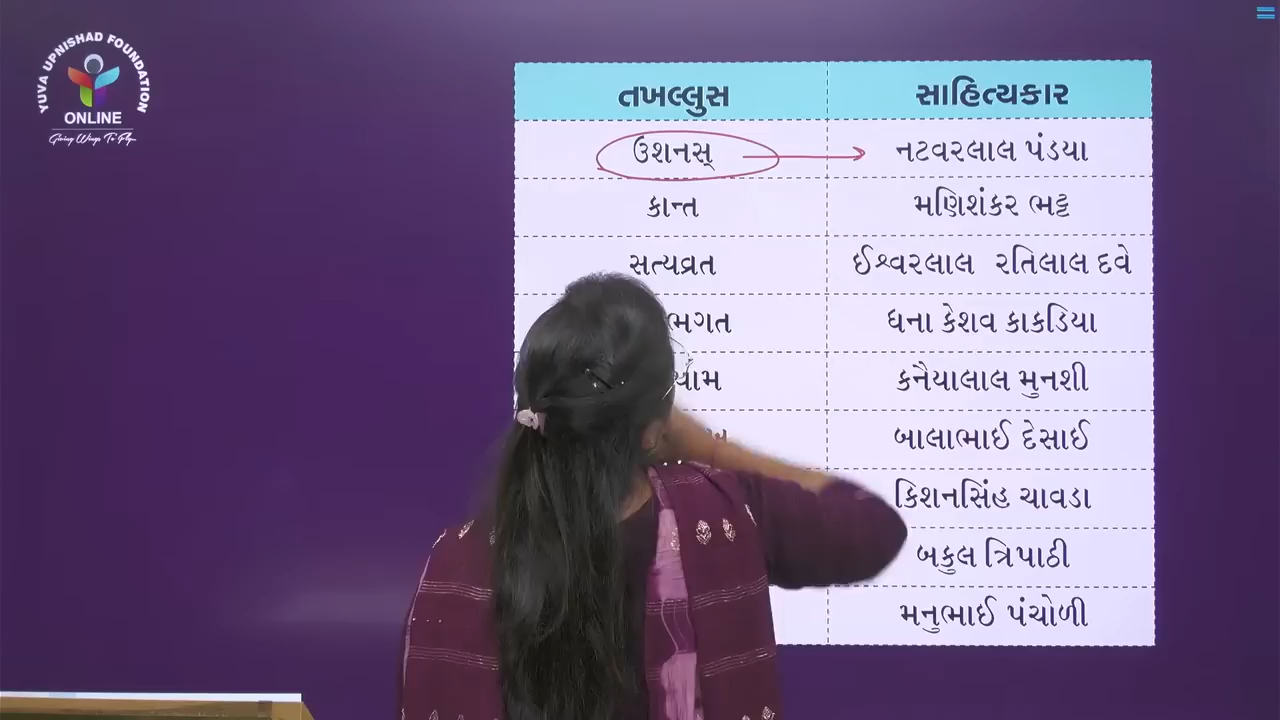 YUVA UPNISHAD FOUNDATION
ONLINE
Giving Wings To Fly
તખલ્લુસ સાહિત્યકાર
ઉશનસ્ નટવરલાલ પંડયા
કાન્ત મણિશંકર ભટ્ટ
સત્યવ્રત ઈશ્વરલાલ રતિલાલ દવે
ભગત ધના કેશવ કાકડિયા
કનૈયાલાલ મુનશી
બાલાભાઈ દેસાઈ
કિશનસિંહ ચાવડા
બકુલ ત્રિપાઠી
મનુભાઈ પંચોળી